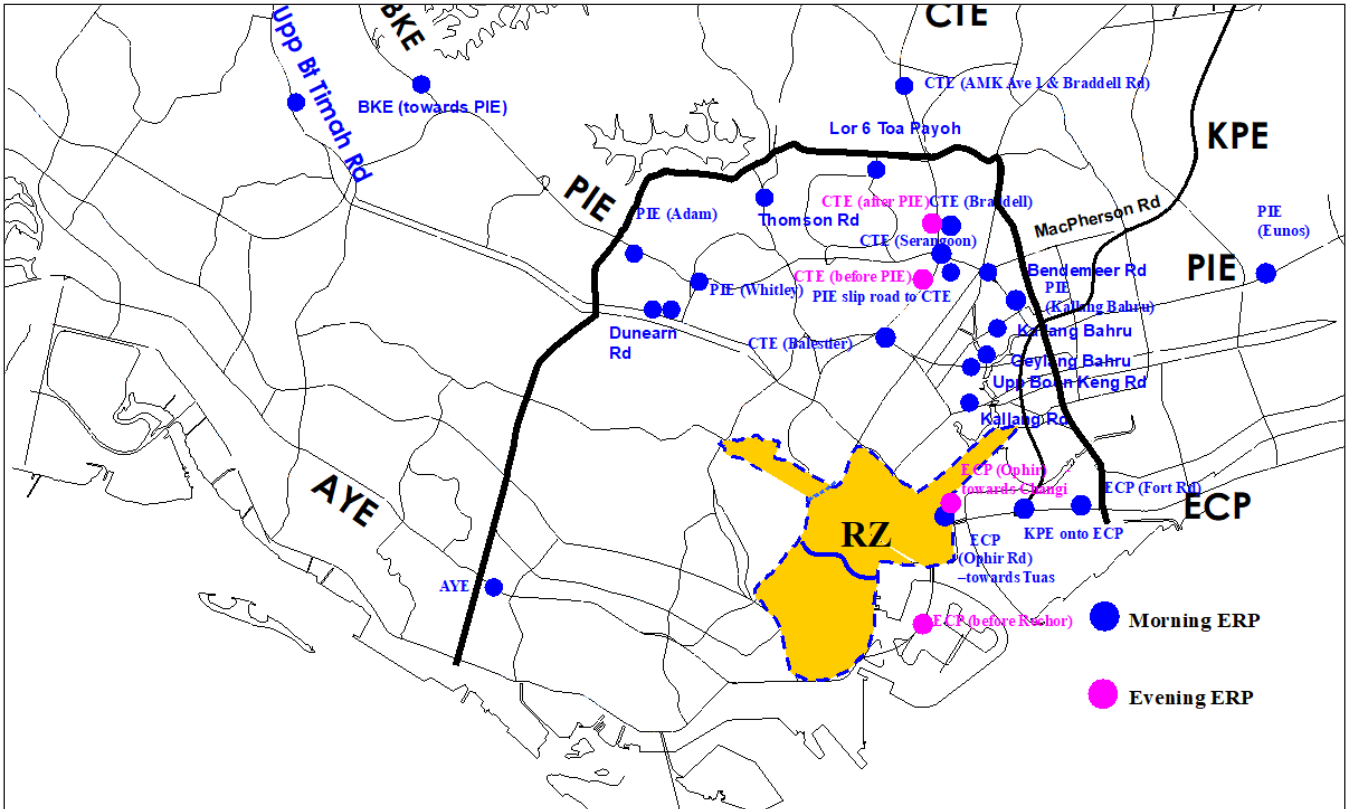 BKE
CTE
Upp Bt Timah Rd
BKE (towards PIE)
CTE (AMK Ave 1 & Braddell Rd)
Lor 6 Toa Payoh
KPE
PIE
CTE (after PIE)
CTE (Braddell)
PIE (Adam)
Thomson Rd
MacPherson Rd
PIE
(Eunos)
CTE (Serangoon)
PIE
CTE (before PIE)
Bendemeer Rd
PIE (Whitley)
PIE slip road to CTE
PIE
(Kallang Bahru)
Dunearn
Rd
CTE (Balestier)
Kallang Bahru
Geylang Bahru
Upp Boon Keng Rd
Kallang Rd
AYE
ECP (Ophir)
towards Changi
ECP (Fort Rd)
ECP
RZ
KPE onto ECP
ECP
(Ophir Rd)
–towards Tuas
AYE
ECP (before Rochor)
Morning ERP
Evening ERP